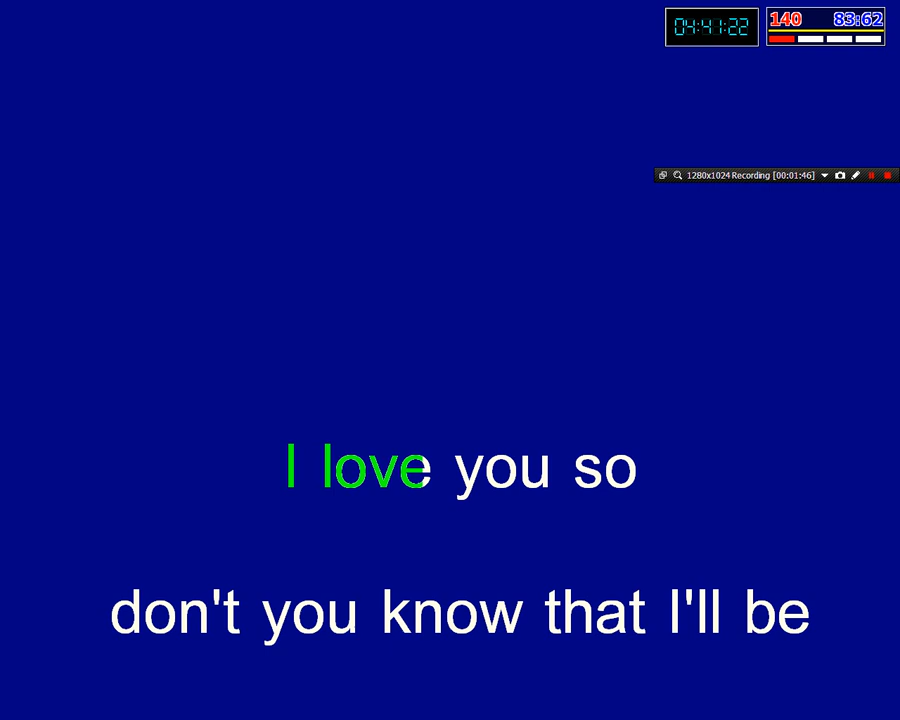 04:41:22
140 83:62
1280x1024 Recording [00:01:46]
I love you so
don't you know that I'll be